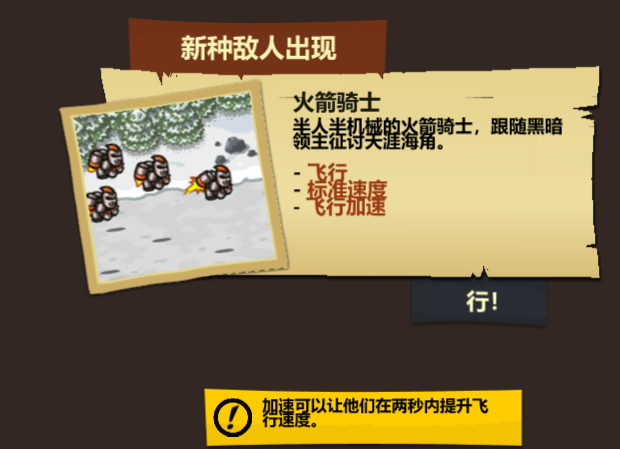 新种敌人出现
火箭骑士
半人半机械的火箭骑士，跟随黑暗
领主征讨天涯海角。
- 飞行
- 标准速度
- 飞行加速
行！
加速可以让他们在两秒内提升飞
行速度。